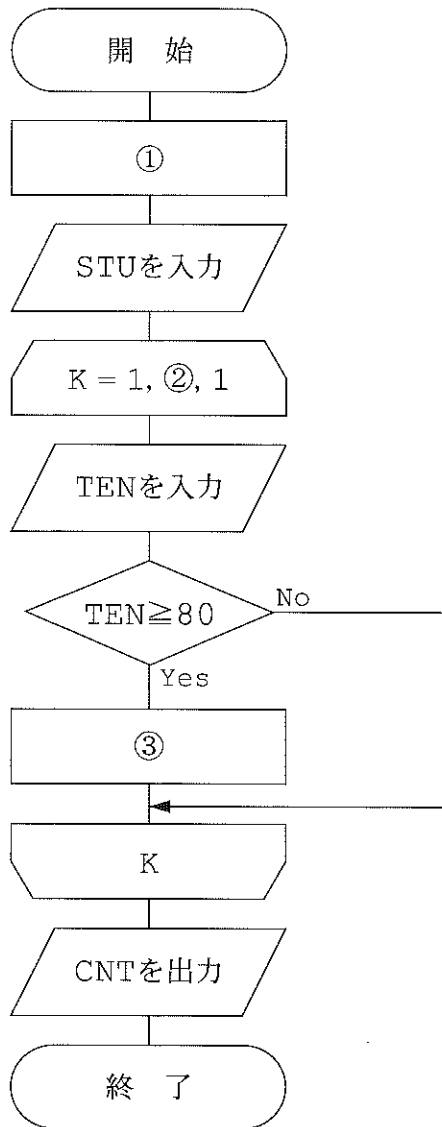 開 始
①
STUを入力
K = 1, ②, 1
TENを入力
TEN≧80
No
Yes
③
K
CNTを出力
終 了